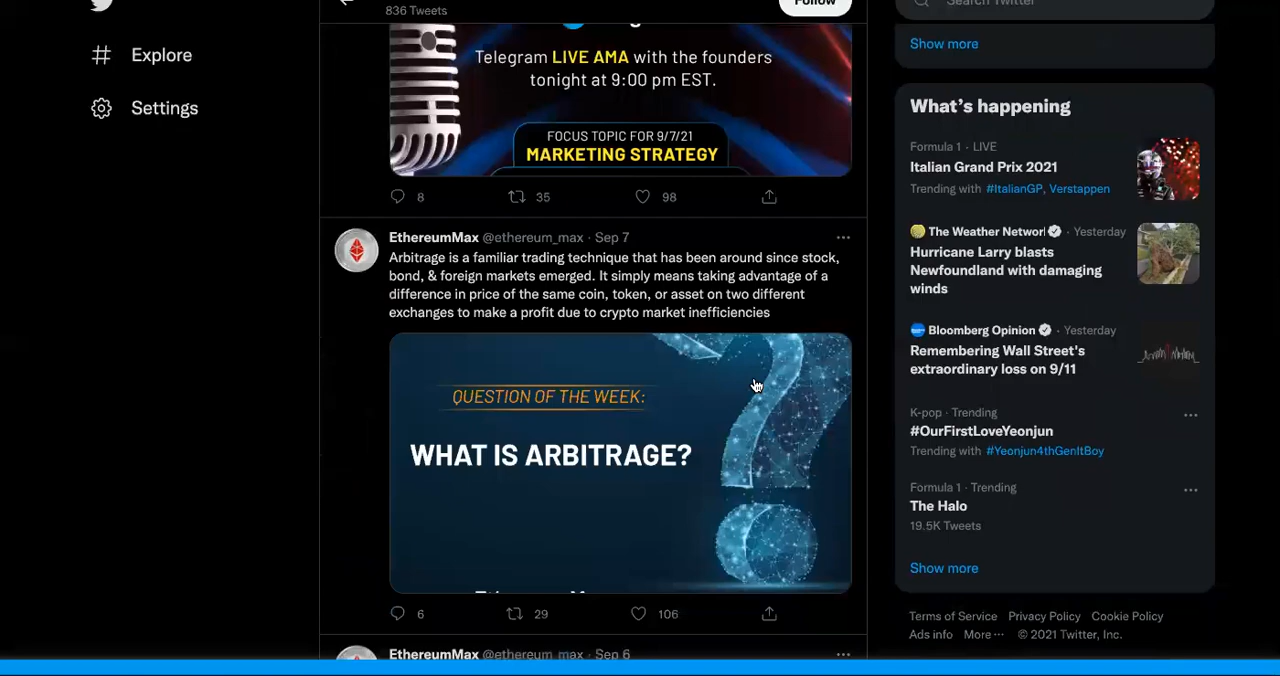 836 Tweets
Follow
Search Twitter
Explore
Settings
Telegram LIVE AMA with the founders
tonight at 9:00 pm EST.
FOCUS TOPIC FOR 9/7/21
MARKETING STRATEGY
8
35
98
EthereumMax @ethereum_max · Sep 7
Arbitrage is a familiar trading technique that has been around since stock,
bond, & foreign markets emerged. It simply means taking advantage of a
difference in price of the same coin, token, or asset on two different
exchanges to make a profit due to crypto market inefficiencies
QUESTION OF THE WEEK:
WHAT IS ARBITRAGE?
6
29
106
EthereumMax @ethereum_max · Sep 6
Show more
What's happening
Formula 1 · LIVE
Italian Grand Prix 2021
Trending with #ItalianGP, Verstappen
The Weather Networ · Yesterday
Hurricane Larry blasts
Newfoundland with damaging
winds
Bloomberg Opinion · Yesterday
Remembering Wall Street's
extraordinary loss on 9/11
K-pop · Trending
#OurFirstLoveYeonjun
Trending with #Yeonjun4thGenItBoy
Formula 1 · Trending
The Halo
19.5K Tweets
Show more
Terms of Service Privacy Policy Cookie Policy
Ads info More ··· © 2021 Twitter, Inc.